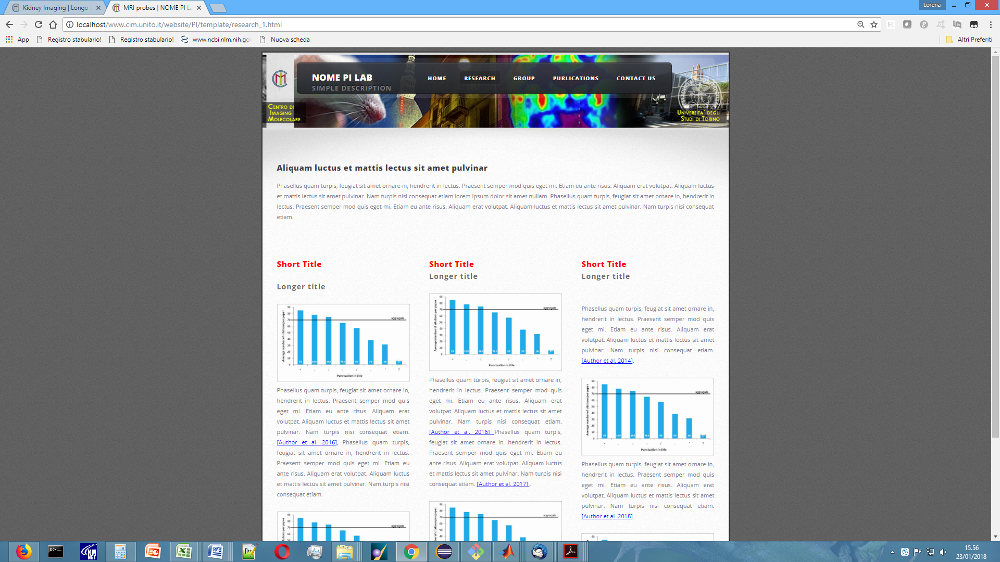 Kidney Imaging | Longo
MRI probes | NOME PI La
Lorena
localhost/www.cim.unito.it/website/PI/template/research_1.html
App
Registro stabulario!
Registro stabulario!
www.ncbi.nlm.nih.gov
Nuova scheda
Altri Preferiti
NOME PI LAB
SIMPLE DESCRIPTION
HOME
RESEARCH
GROUP
PUBLICATIONS
CONTACT US
CENTRO DI
IMAGING
MOLECOLARE
UNIVERSITA' DEGLI
STUDI DI TORINO
Aliquam luctus et mattis lectus sit amet pulvinar
Phasellus quam turpis, feugiat sit amet ornare in, hendrerit in lectus. Praesent semper mod quis eget mi. Etiam eu ante risus. Aliquam erat volutpat. Aliquam luctus
et mattis lectus sit amet pulvinar. Nam turpis nisi consequat etiam lorem ipsum dolor sit amet nullam. Phasellus quam turpis, feugiat sit amet ornare in, hendrerit in
lectus. Praesent semper mod quis eget mi. Etiam eu ante risus. Aliquam erat volutpat. Aliquam luctus et mattis lectus sit amet pulvinar. Nam turpis nisi consequat
etiam.
Short Title
Longer title
Average number of citations per paper
aggregate
Punctuation in title
Phasellus quam turpis, feugiat sit amet ornare in,
hendrerit in lectus. Praesent semper mod quis
eget mi. Etiam eu ante risus. Aliquam erat
volutpat. Aliquam luctus et mattis lectus sit amet
pulvinar. Nam turpis nisi consequat etiam.
[Author et al. 2016], Phasellus quam turpis,
feugiat sit amet ornare in, hendrerit in lectus.
Praesent semper mod quis eget mi. Etiam eu
ante risus. Aliquam erat volutpat. Aliquam luctus
et mattis lectus sit amet pulvinar. Nam turpis nisi
consequat etiam.
aggregate
Short Title
Longer title
Average number of citations per paper
aggregate
Punctuation in title
Phasellus quam turpis, feugiat sit amet ornare in,
hendrerit in lectus. Praesent semper mod quis
eget mi. Etiam eu ante risus. Aliquam erat
volutpat. Aliquam luctus et mattis lectus sit amet
pulvinar. Nam turpis nisi consequat etiam.
[Author et al. 2016] Phasellus quam turpis,
feugiat sit amet ornare in, hendrerit in lectus.
Praesent semper mod quis eget mi. Etiam eu
ante risus. Aliquam erat volutpat. Aliquam luctus
et mattis lectus sit amet pulvinar. Nam turpis nisi
consequat etiam. [Author et al. 2017] .
aggregate
Short Title
Longer title
Phasellus quam turpis, feugiat sit amet ornare in,
hendrerit in lectus. Praesent semper mod quis
eget mi. Etiam eu ante risus. Aliquam erat
volutpat. Aliquam luctus et mattis lectus sit amet
pulvinar. Nam turpis nisi consequat etiam.
[Author et al. 2014].
Average number of citations per paper
aggregate
Punctuation in title
Phasellus quam turpis, feugiat sit amet ornare in,
hendrerit in lectus. Praesent semper mod quis
eget mi. Etiam eu ante risus. Aliquam erat
volutpat. Aliquam luctus et mattis lectus sit amet
pulvinar. Nam turpis nisi consequat etiam.
[Author et al. 2018]. .
KM
NET
15.56
23/01/2018